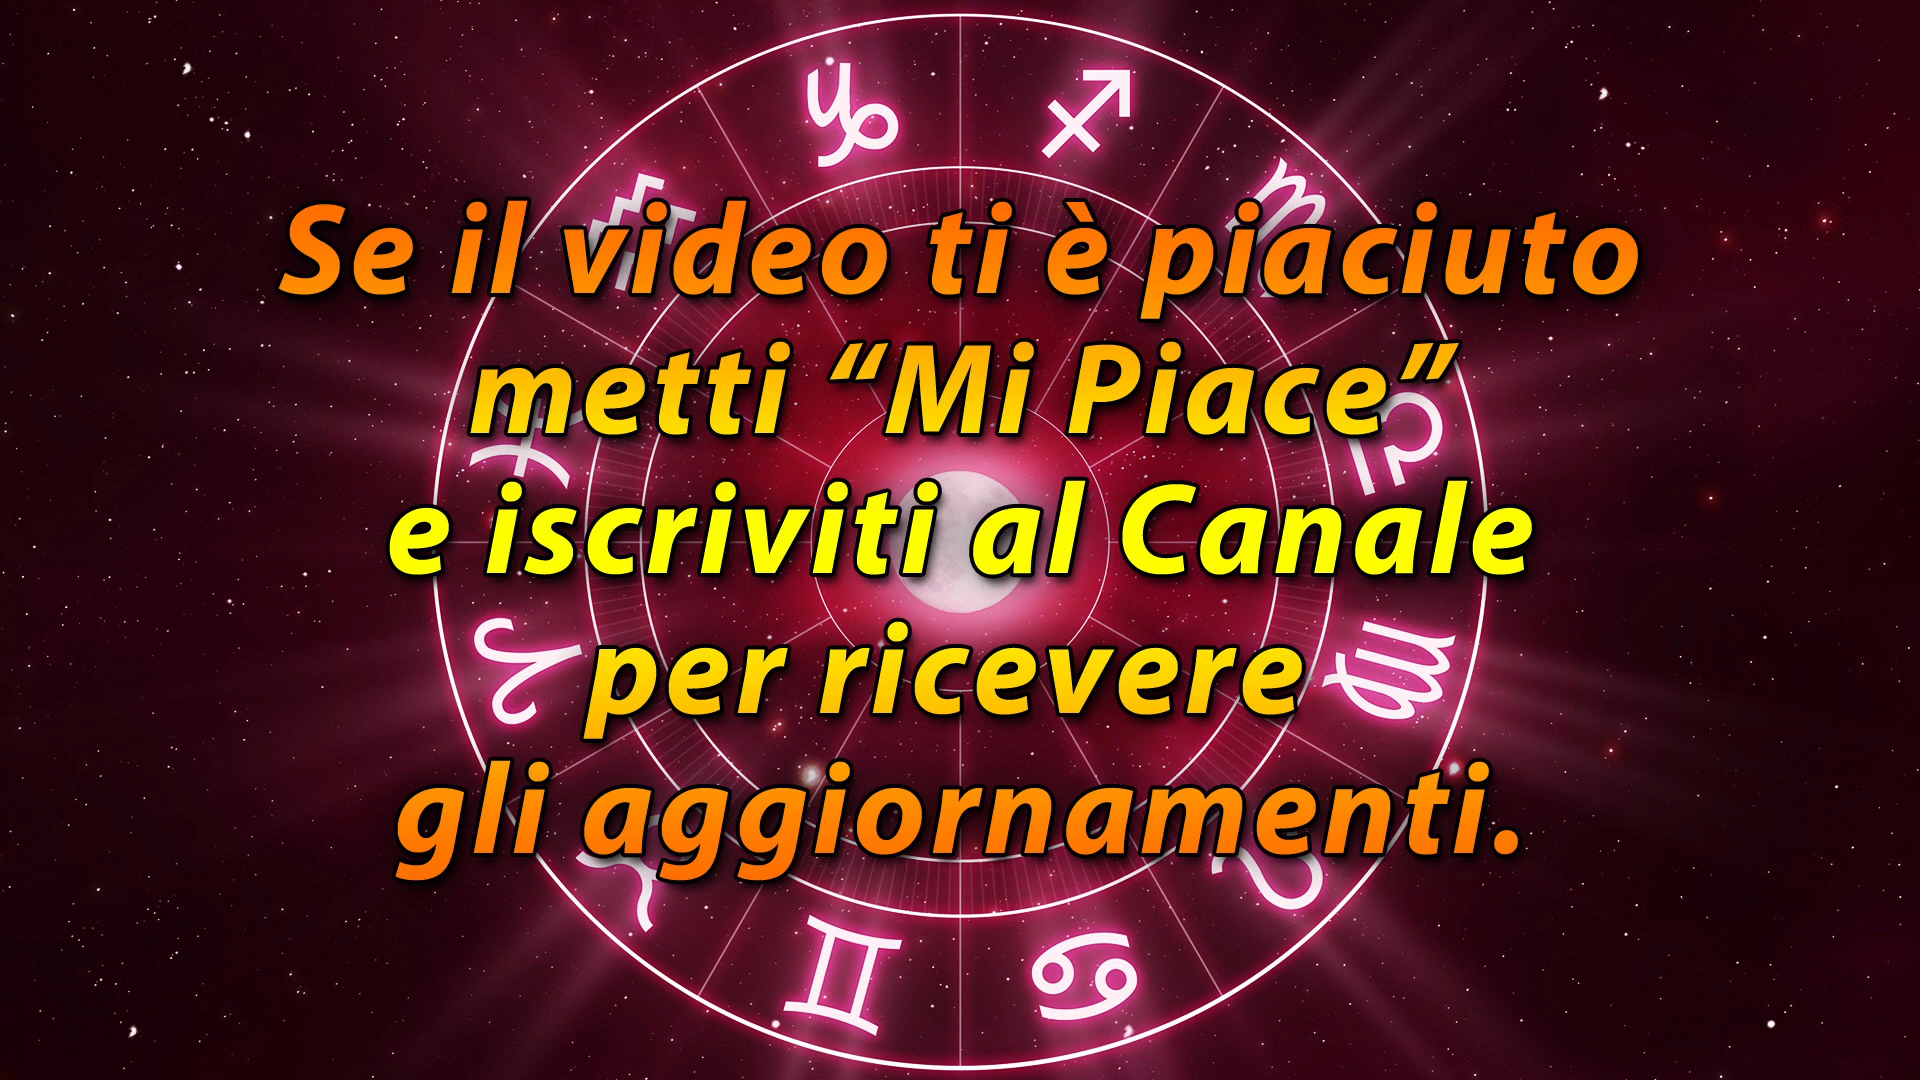 Se il video ti è piaciuto
metti “Mi Piace”
e iscriviti al Canale
per ricevere
gli aggiornamenti.